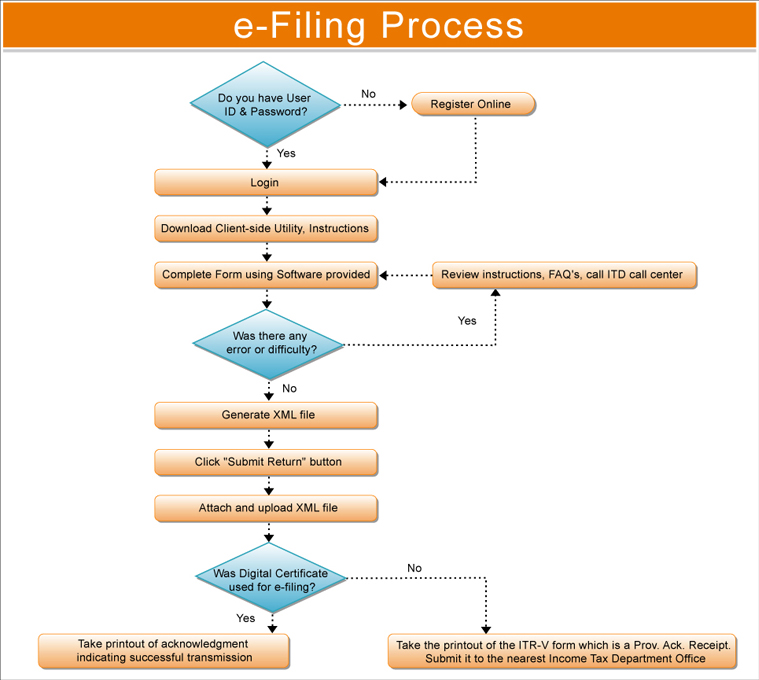 e-Filing Process
Do you have User
ID & Password?
No
Register Online
Yes
Login
Download Client-side Utility, Instructions
Complete Form using Software provided
Review instructions, FAQ's, call ITD call center
Yes
Was there any
error or difficulty?
No
Generate XML file
Click "Submit Return" button
Attach and upload XML file
Was Digital Certificate
used for e-filing?
No
Yes
Take printout of acknowledgment
indicating successful transmission
Take the printout of the ITR-V form which is a Prov. Ack. Receipt.
Submit it to the nearest Income Tax Department Office